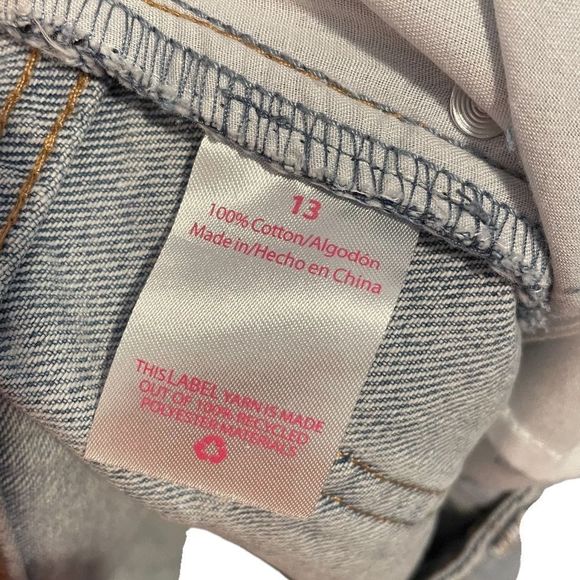 13
100% Cotton/Algodón
Made in/Hecho en China
THIS LABEL YARN IS MADE
OUT OF 100% RECYCLED
POLYESTER MATERIALS